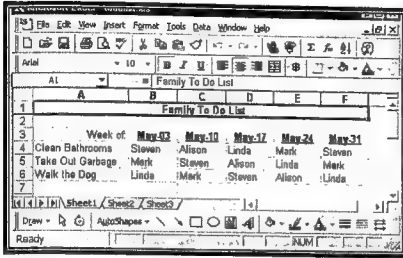 File Edit View Insert Format Tools Data Window Help
Arial 10 B I U
A1 = Family To Do List
A B C D E F
1 Family To Do List
2
3 Week of: May-03 May-10 May-17 May-24 May-31
4 Clean Bathrooms Steven Alison Linda Mark Steven
5 Take Out Garbage Mark Steven Alison Linda Mark
6 Walk the Dog Linda Mark Steven Alison Linda
7
Sheet1 Sheet2 Sheet3
Draw AutoShapes
Ready NUM